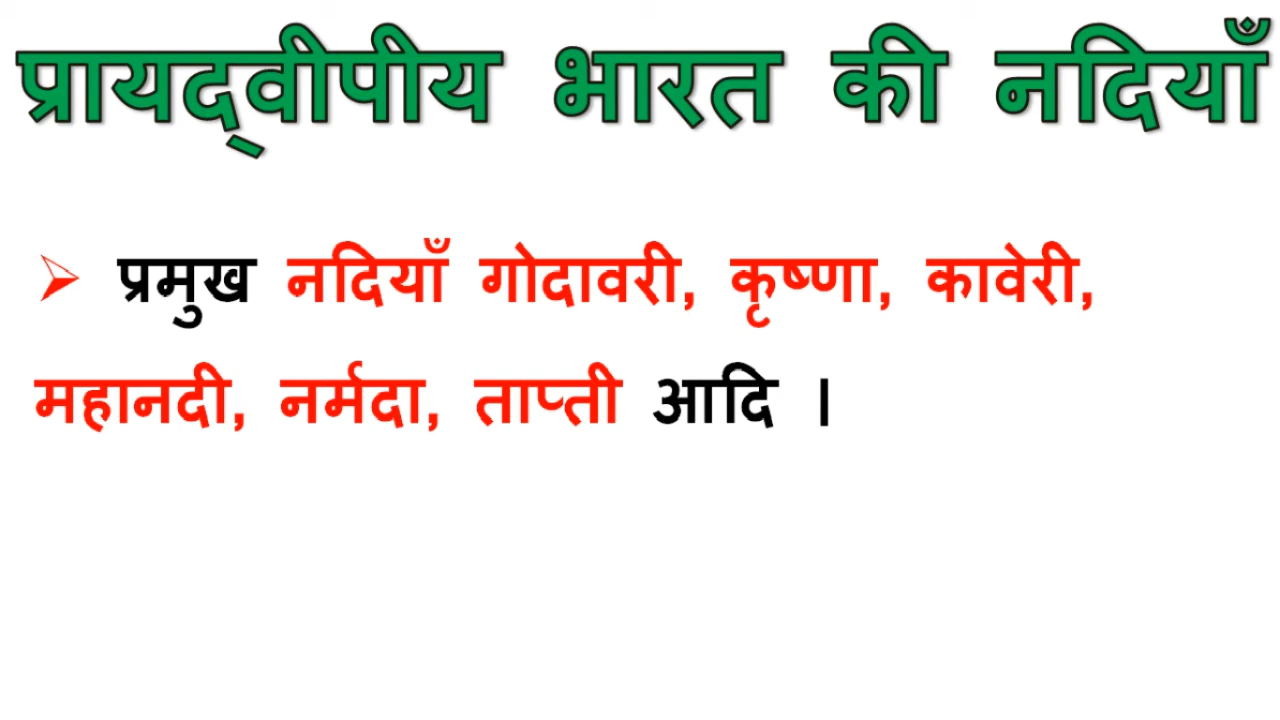 प्रायद्‌वीपीय भारत की नदियाँ
➢ प्रमुख नदियाँ गोदावरी, कृष्णा, कावेरी,
महानदी, नर्मदा, ताप्ती आदि ।